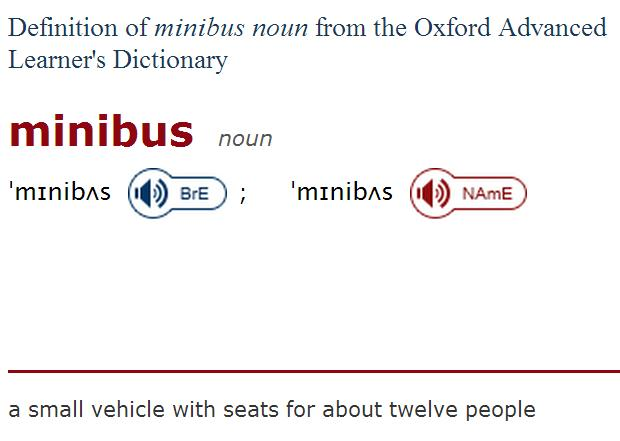 Definition of minibus noun from the Oxford Advanced
Learner's Dictionary
minibus noun
ˈmɪnibʌs BrE ; ˈmɪnibʌs NAmE
a small vehicle with seats for about twelve people